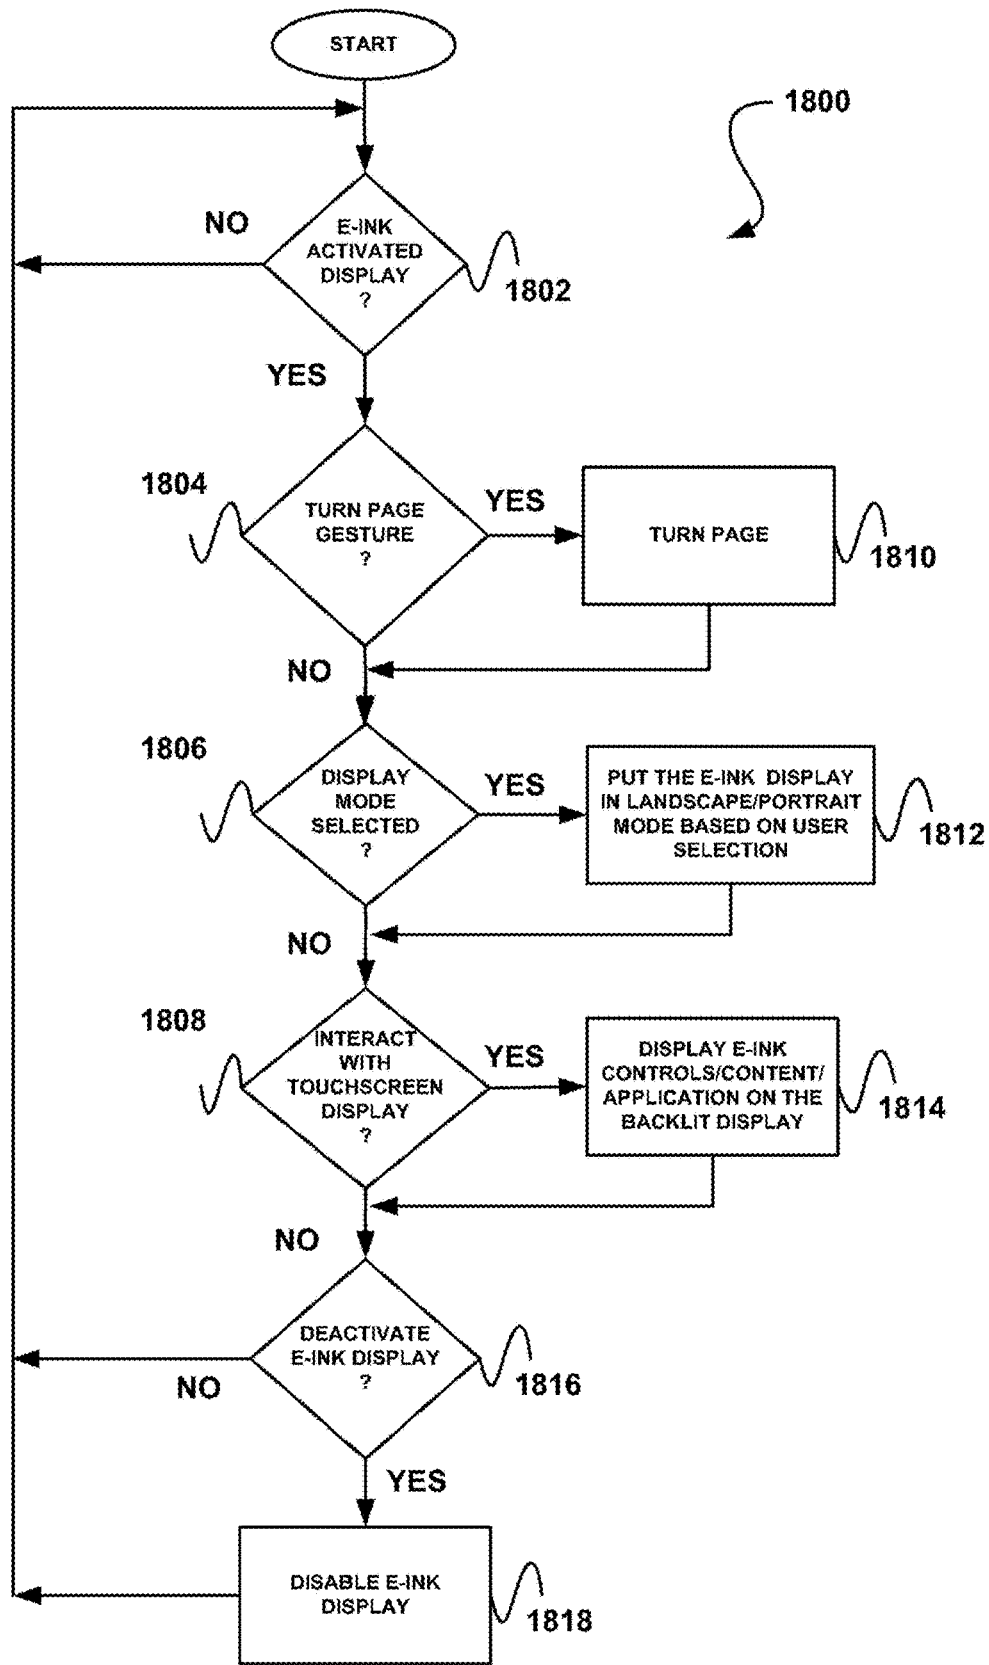 START
1800
NO
E-INK
ACTIVATED
DISPLAY
?
1802
YES
1804
TURN PAGE
GESTURE
?
YES
TURN PAGE
1810
NO
1806
DISPLAY
MODE
SELECTED
?
YES
PUT THE E-INK DISPLAY
IN LANDSCAPE/PORTRAIT
MODE BASED ON USER
SELECTION
1812
NO
1808
INTERACT
WITH
TOUCHSCREEN
DISPLAY
?
YES
DISPLAY E-INK
CONTROLS/CONTENT/
APPLICATION ON THE
BACKLIT DISPLAY
1814
NO
DEACTIVATE
E-INK DISPLAY
?
1816
NO
YES
DISABLE E-INK
DISPLAY
1818